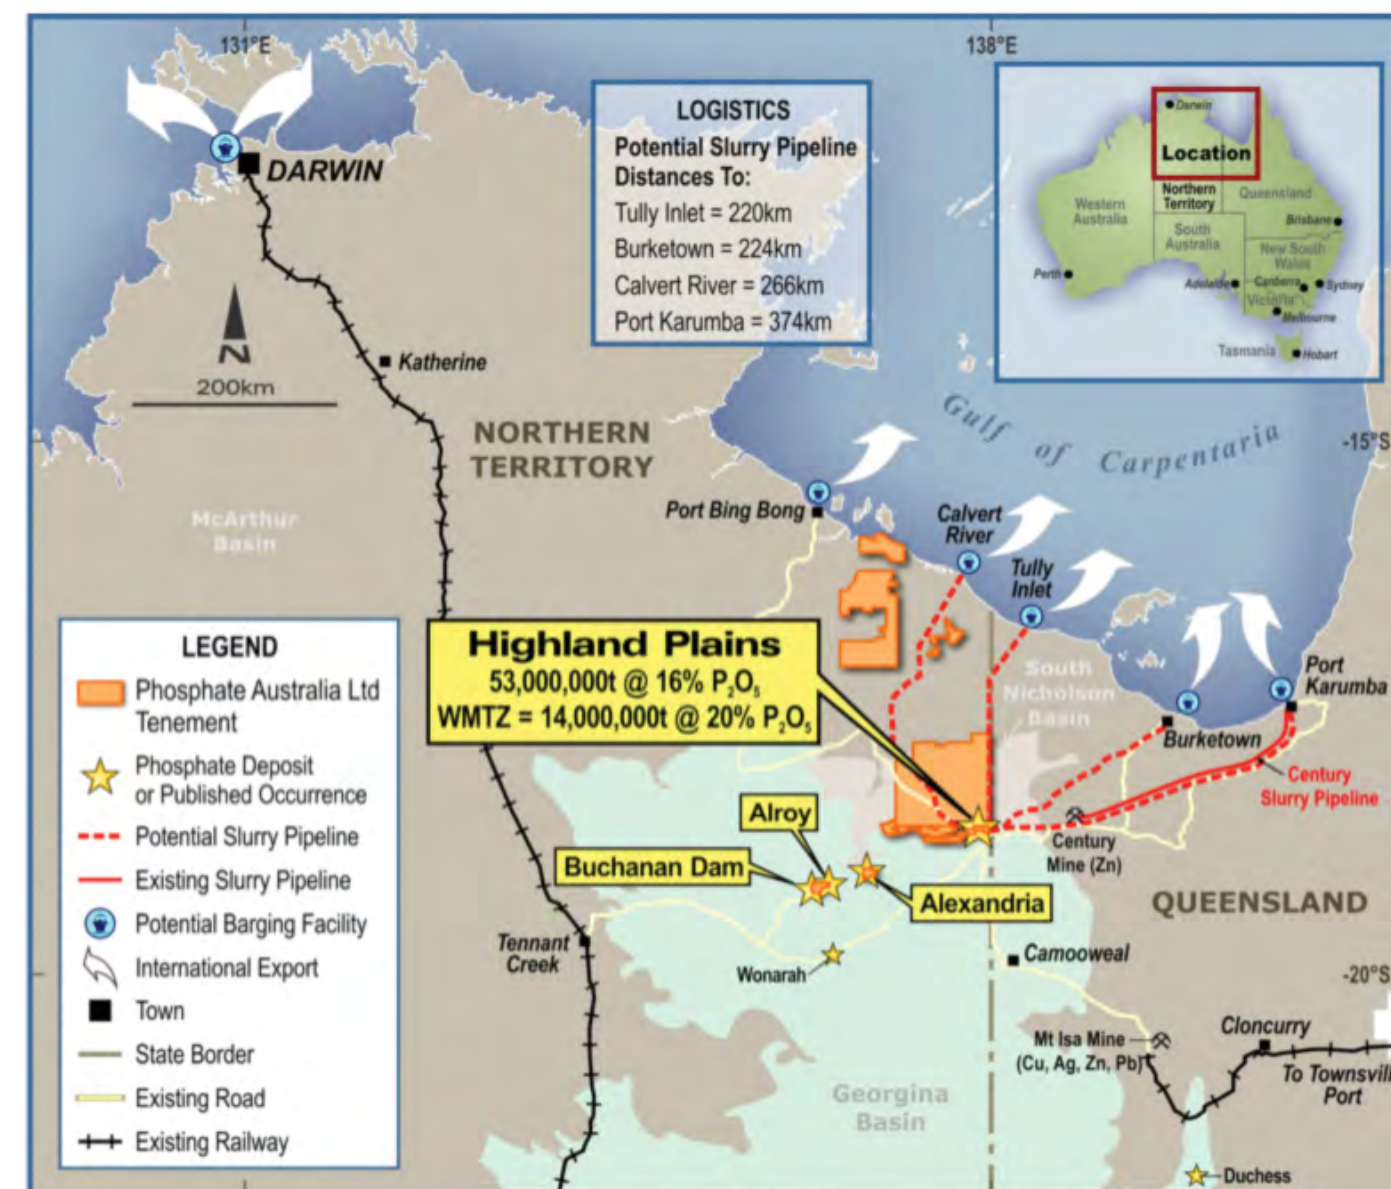 131°E
138°E
DARWIN
N
200km
Katherine
LOGISTICS
Potential Slurry Pipeline
Distances To:
Tully Inlet = 220km
Burketown = 224km
Calvert River = 266km
Port Karumba = 374km
Darwin
Location
Western
Australia
Northern
Territory
Queensland
South
Australia
Brisbane
New South
Wales
Perth
Adelaide
Canberra
Sydney
Victoria
Melbourne
Tasmania
Hobart
NORTHERN
TERRITORY
Gulf of Carpentaria
-15°S
McArthur
Basin
Port Bing Bong
Calvert
River
Tully
Inlet
South
Nicholson
Basin
Port
Karumba
Burketown
Century
Slurry Pipeline
Century
Mine (Zn)
Highland Plains
53,000,000t @ 16% P₂O₅
WMTZ = 14,000,000t @ 20% P₂O₅
LEGEND
Phosphate Australia Ltd
Tenement
Phosphate Deposit
or Published Occurrence
Potential Slurry Pipeline
Existing Slurry Pipeline
Potential Barging Facility
International Export
Town
State Border
Existing Road
Existing Railway
Alroy
Buchanan Dam
Alexandria
QUEENSLAND
Tennant
Creek
Wonarah
Camooweal
-20°S
Mt Isa Mine
(Cu, Ag, Zn, Pb)
Cloncurry
To Townsvil
Port
Georgina
Basin
Duchess